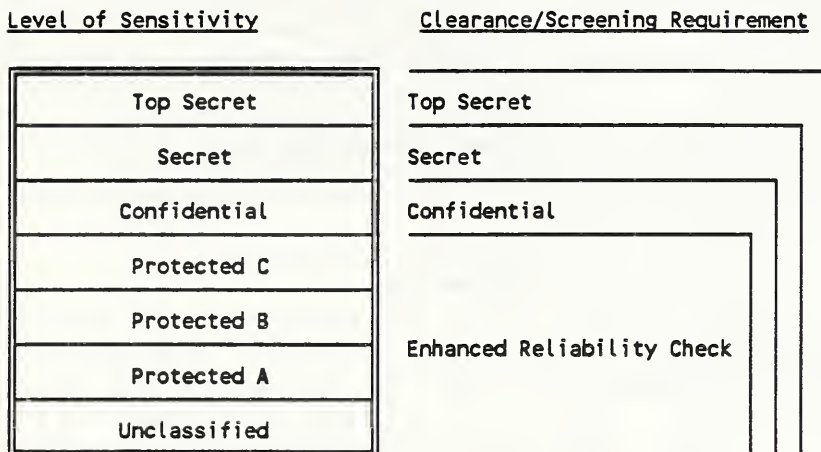 Level of Sensitivity
Clearance/Screening Requirement
Top Secret
Top Secret
Secret
Secret
Confidential
Confidential
Protected C
Protected B
Enhanced Reliability Check
Protected A
Unclassified